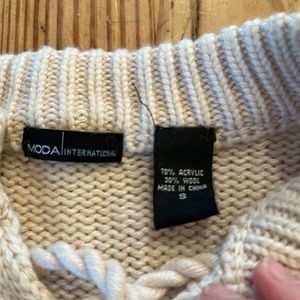 MODA INTERNATIONAL
70% ACRYLIC
30% WOOL
MADE IN CHINA
S